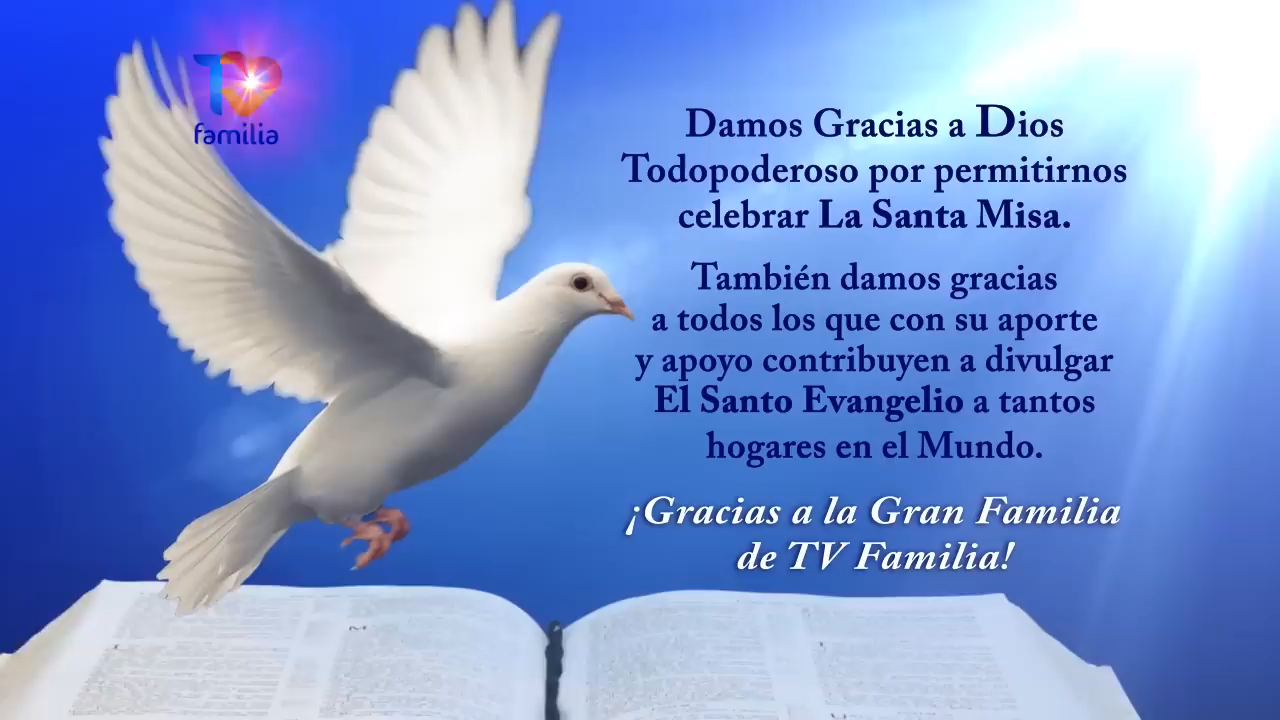 TV
familia
Damos Gracias a Dios
Todopoderoso por permitirnos
celebrar La Santa Misa.
También damos gracias
a todos los que con su aporte
y apoyo contribuyen a divulgar
El Santo Evangelio a tantos
hogares en el Mundo.
¡Gracias a la Gran Familia
de TV Familia!